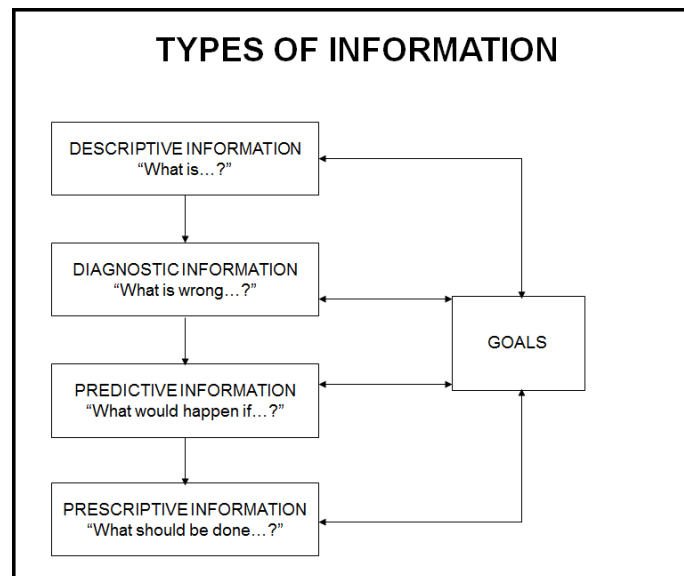 TYPES OF INFORMATION
DESCRIPTIVE INFORMATION
“What is…?”
DIAGNOSTIC INFORMATION
“What is wrong…?”
GOALS
PREDICTIVE INFORMATION
“What would happen if…?”
PRESCRIPTIVE INFORMATION
“What should be done…?”